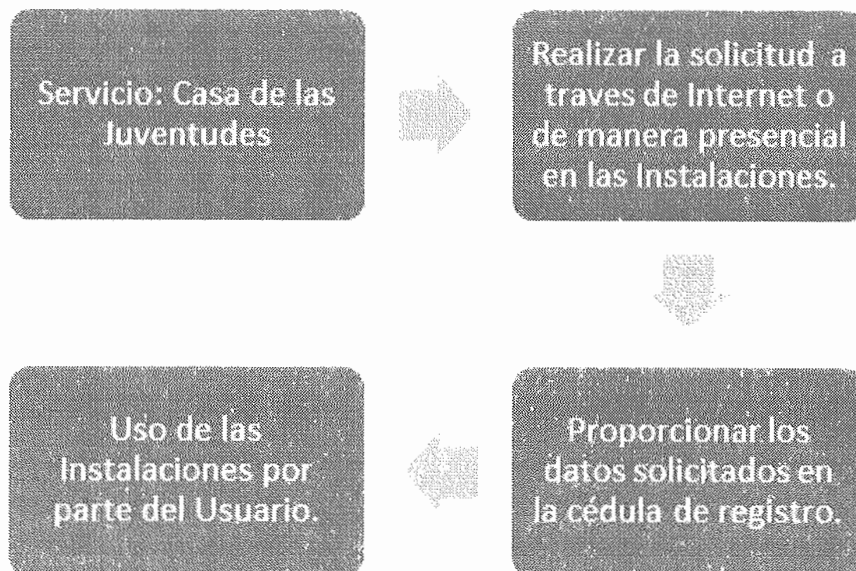 Servicio: Casa de las
Juventudes
Realizar la solicitud a
traves de Internet o
de manera presencial
en las Instalaciones.
Proporcionar los
datos solicitados en
la cédula de registro.
Uso de las
Instalaciones por
parte del Usuario.